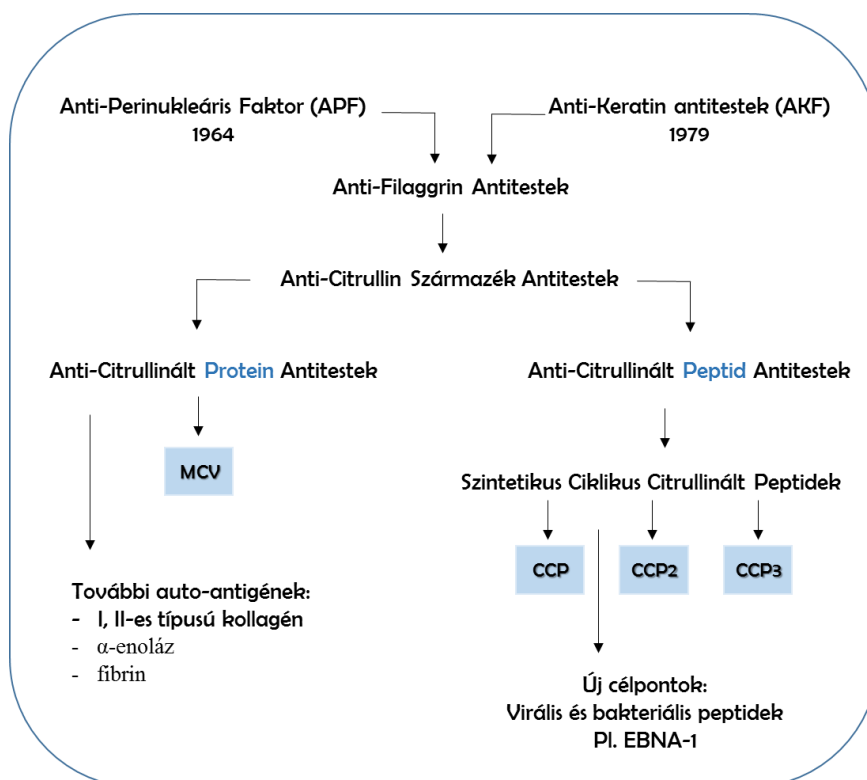 Anti-Perinukleáris Faktor (APF)
1964
Anti-Keratin antitestek (AKF)
1979
Anti-Filaggrin Antitestek
Anti-Citrullin Származék Antitestek
Anti-Citrullinált Protein Antitestek
Anti-Citrullinált Peptid Antitestek
MCV
Szintetikus Ciklikus Citrullinált Peptidek
CCP
CCP2
CCP3
További auto-antigének:
- I, II-es típusú kollagén
- α-enoláz
- fibrin
Új célpontok:
Virális és bakteriális peptidek
Pl. EBNA-1